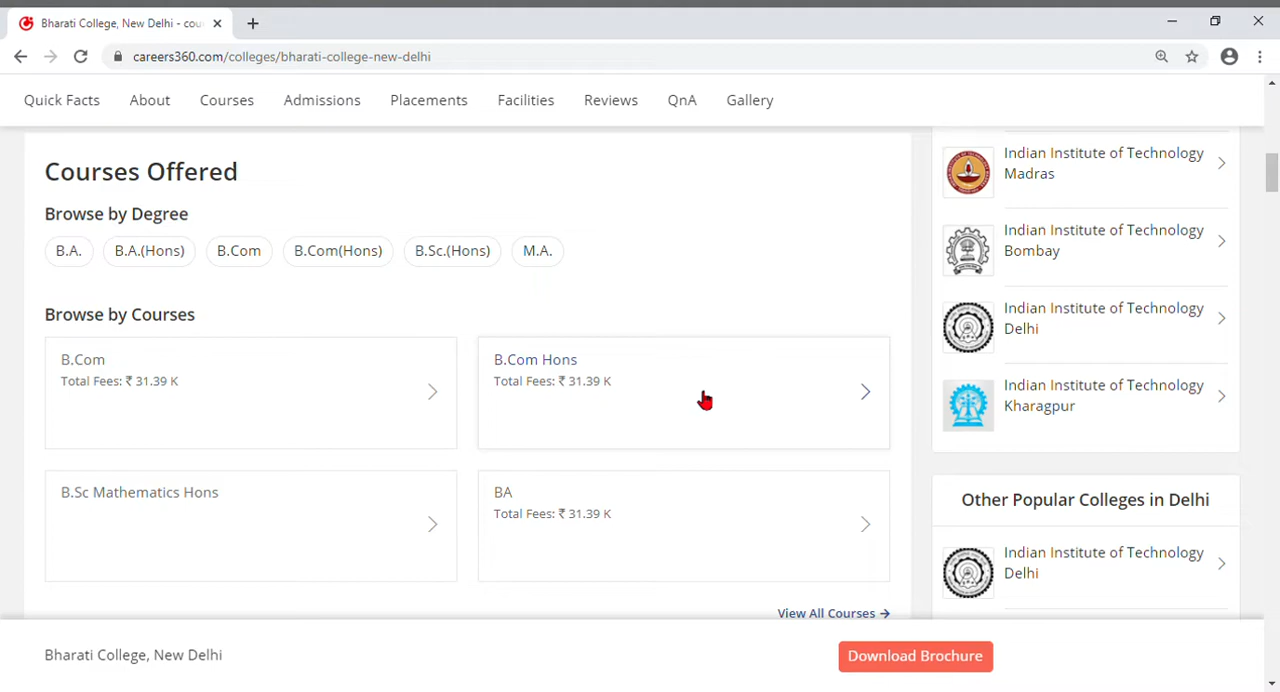 Bharati College, New Delhi - cou
careers360.com/colleges/bharati-college-new-delhi
Quick Facts About Courses Admissions Placements Facilities Reviews QnA Gallery
Courses Offered
Browse by Degree
B.A. B.A.(Hons) B.Com B.Com(Hons) B.Sc.(Hons) M.A.
Browse by Courses
B.Com
Total Fees: ₹ 31.39 K
B.Com Hons
Total Fees: ₹ 31.39 K
B.Sc Mathematics Hons
BA
Total Fees: ₹ 31.39 K
View All Courses →
Indian Institute of Technology
Madras
Indian Institute of Technology
Bombay
Indian Institute of Technology
Delhi
Indian Institute of Technology
Kharagpur
Other Popular Colleges in Delhi
Indian Institute of Technology
Delhi
Bharati College, New Delhi
Download Brochure